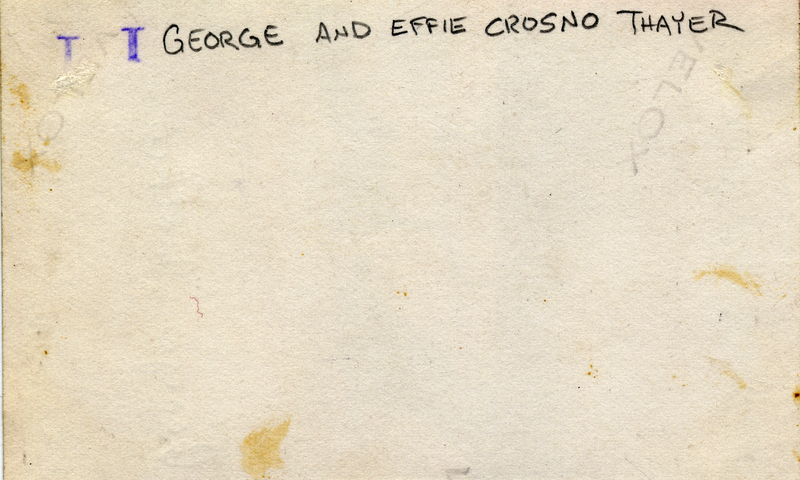 I I GEORGE AND EFFIE CROSNO THAYER
VELOX